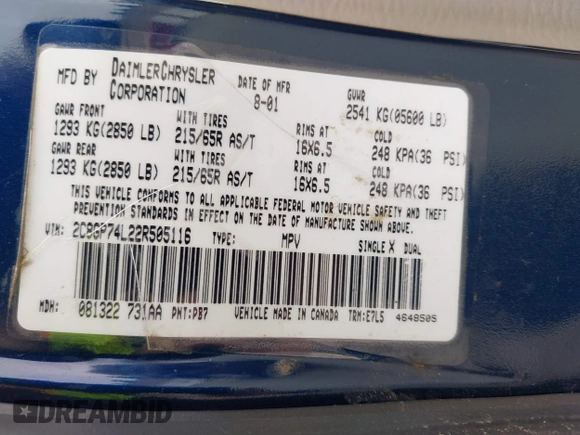 MFD BY DAIMLERCHRYSLER CORPORATION DATE OF MFR 8-01 GVWR 2541 KG(05600 LB)
GAWR FRONT WITH TIRES RIMS AT COLD
1293 KG(2850 LB) 215/65R AS/T 16X6.5 248 KPA(36 PSI)
GAWR REAR WITH TIRES RIMS AT COLD
1293 KG(2850 LB) 215/65R AS/T 16X6.5 248 KPA(36 PSI)
THIS VEHICLE CONFORMS TO ALL APPLICABLE FEDERAL MOTOR VEHICLE SAFETY AND THEFT
PREVENTION STANDARDS IN EFFECT ON THE DATE OF MANUFACTURE SHOWN ABOVE.
VIN: 2C8GP74L22R505116 TYPE: MPV SINGLE X DUAL
MDH: 081322 731AA PNT:PB7 VEHICLE MADE IN CANADA TRM:E7L5 4648505
DREAMBID